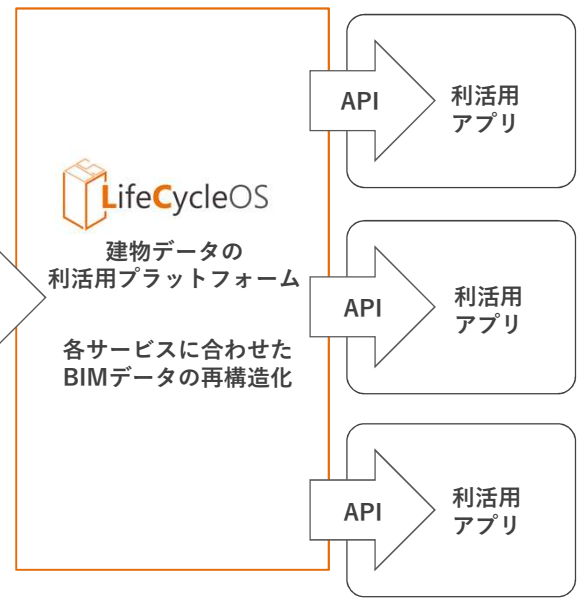 LifeCycleOS
建物データの
利活用プラットフォーム
各サービスに合わせた
BIMデータの再構造化
API
利活用
アプリ
API
利活用
アプリ
API
利活用
アプリ